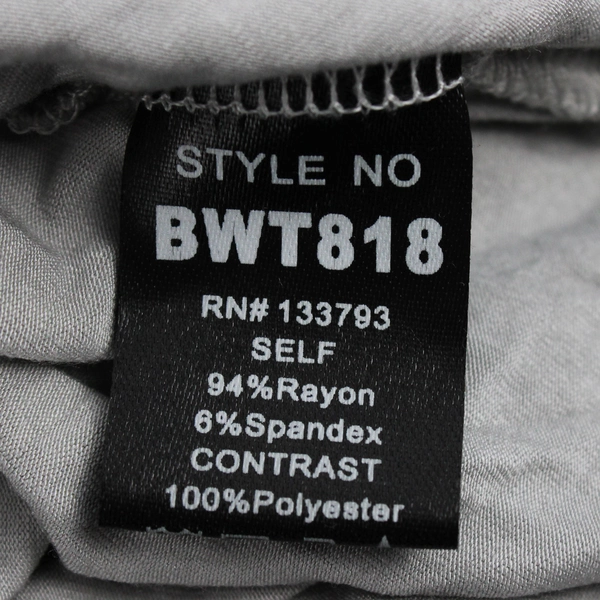 STYLE NO
BWT818
RN# 133793
SELF
94%Rayon
6%Spandex
CONTRAST
100%Polyester